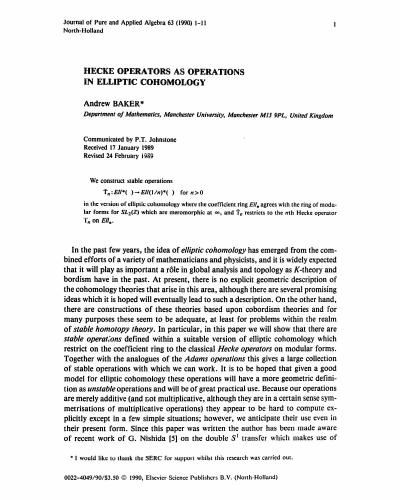 Journal of Pure and Applied Algebra 63 (1990) 1-11
1
North-Holland
HECKE OPERATORS AS OPERATIONS
IN ELLIPTIC COHOMOLOGY
Andrew BAKER*
Department of Mathematics, Manchester University, Manchester M13 9PL, United Kingdom
Communicated by P.T. Johnstone
Received 17 January 1989
Revised 24 February 1989
We construct stable operations
T̃ₙ: Ell*( ) → Ell(1/n)*( ) for n>0
in the version of elliptic cohomology where the coefficient ring Ell₎ agrees with the ring of modu-
lar forms for SL₂(Z) which are meromorphic at ∞, and T̃ₙ restricts to the nth Hecke operator
Tₙ on Ell*.
In the past few years, the idea of elliptic cohomology has emerged from the com-
bined efforts of a variety of mathematicians and physicists, and it is widely expected
that it will play as important a rôle in global analysis and topology as K-theory and
bordism have in the past. At present, there is no explicit geometric description of
the cohomology theories that arise in this area, although there are several promising
ideas which it is hoped will eventually lead to such a description. On the other hand,
there are constructions of these theories based upon cobordism theories and for
many purposes these seem to be adequate, at least for problems within the realm
of stable homotopy theory. In particular, in this paper we will show that there are
stable operations defined within a suitable version of elliptic cohomology which
restrict on the coefficient ring to the classical Hecke operators on modular forms.
Together with the analogues of the Adams operations this gives a large collection
of stable operations with which we can work. It is to be hoped that given a good
model for elliptic cohomology these operations will have a more geometric defini-
tion as unstable operations and will be of great practical use. Because our operations
are merely additive (and not multiplicative, although they are in a certain sense sym-
metrisations of multiplicative operations) they appear to be hard to compute ex-
plicitly except in a few simple situations; however, we anticipate their use even in
their present form. Since this paper was written the author has been made aware
of recent work of G. Nishida [5] on the double S¹ transfer which makes use of
* I would like to thank the SERC for support whilst this research was carried out.
0022-4049/90/$3.50 © 1990, Elsevier Science Publishers B.V. (North-Holland)